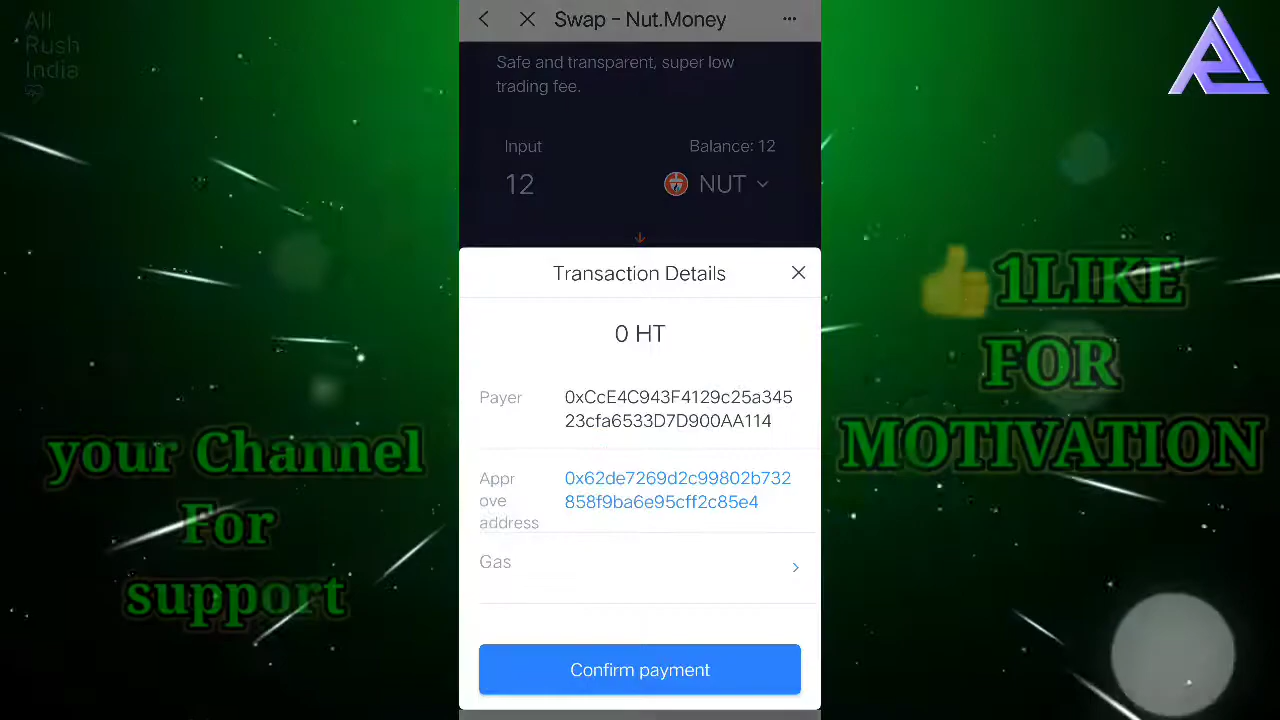 All
Rush
India
Swap – Nut.Money
Safe and transparent, super low
trading fee.
Input
Balance: 12
12
NUT
Transaction Details
0 HT
Payer
0xCcE4C943F4129c25a345
23cfa6533D7D900AA114
Appr
ove
address
0x62de7269d2c99802b732
858f9ba6e95cff2c85e4
Gas
Confirm payment
your Channel
For
support
👍1LIKE
FOR
MOTIVATION